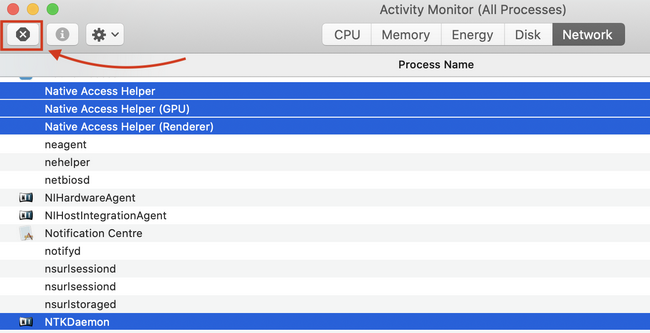 Activity Monitor (All Processes)
CPU Memory Energy Disk Network
Process Name
Native Access Helper
Native Access Helper (GPU)
Native Access Helper (Renderer)
neagent
nehelper
netbiosd
NIHardwareAgent
NIHostIntegrationAgent
Notification Centre
notifyd
nsurlsessiond
nsurlsessiond
nsurlstoraged
NTKDaemon